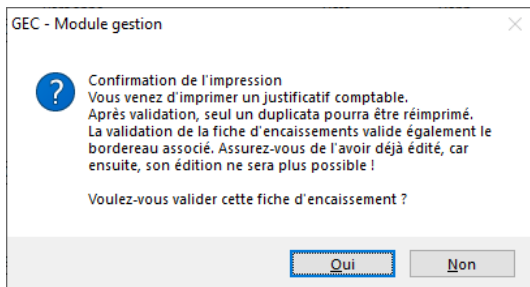 GEC - Module gestion
Confirmation de l'impression
Vous venez d'imprimer un justificatif comptable.
Après validation, seul un duplicata pourra être réimprimé.
La validation de la fiche d'encaissements valide également le
bordereau associé. Assurez-vous de l'avoir déjà édité, car
ensuite, son édition ne sera plus possible !
Voulez-vous valider cette fiche d'encaissement ?
Oui
Non